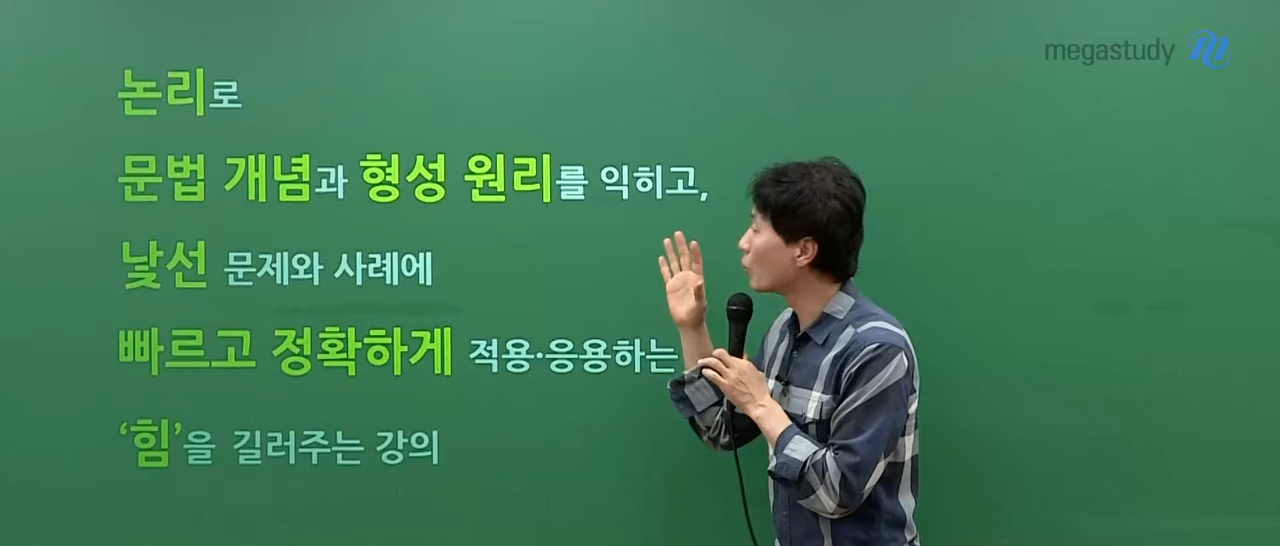 megastudy
논리로
문법 개념과 형성 원리를 익히고,
낯선 문제와 사례에
빠르고 정확하게 적용·응용하는
‘힘’을 길러주는 강의